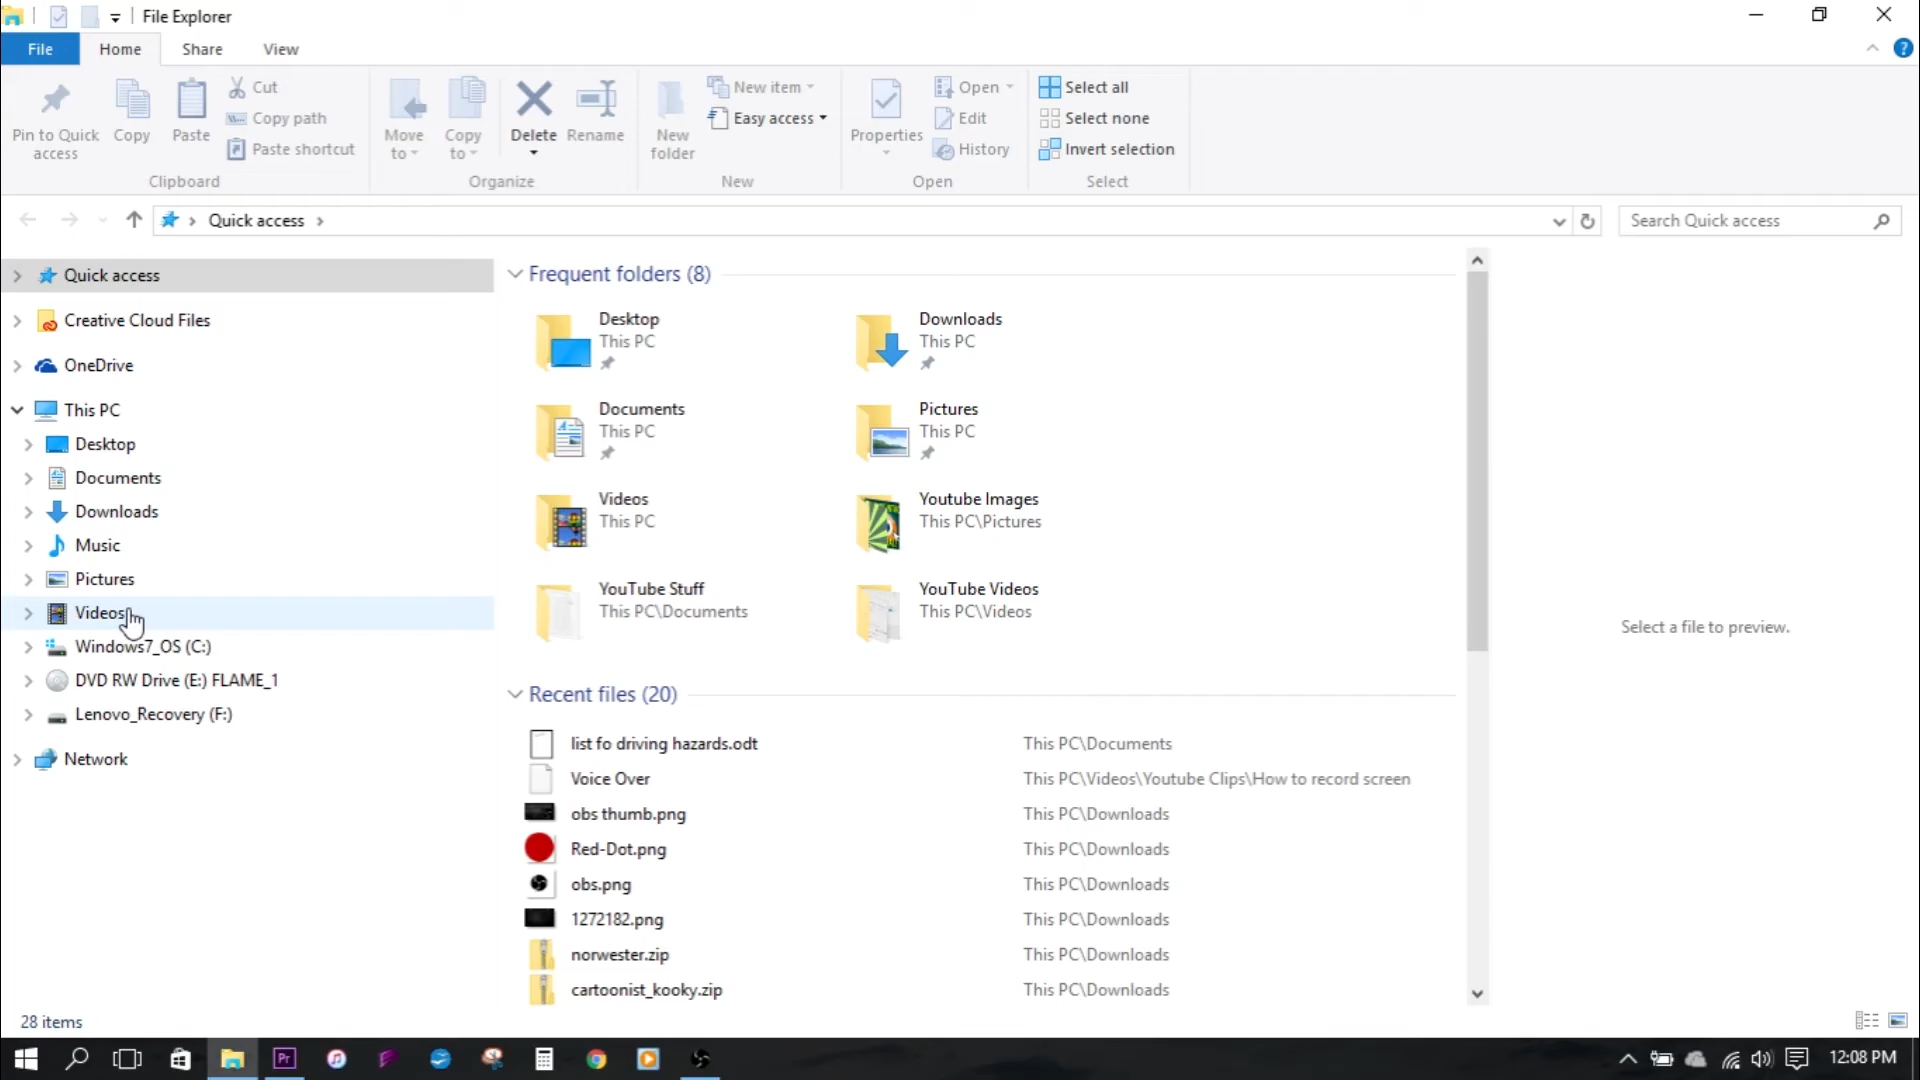 File Explorer
File Home Share View
Pin to Quick access
Copy
Paste
Cut
Copy path
Paste shortcut
Clipboard
Move to
Copy to
Delete
Rename
Organize
New folder
New item
Easy access
New
Properties
Open
Edit
History
Open
Select all
Select none
Invert selection
Select
Quick access
Search Quick access
Quick access
Creative Cloud Files
OneDrive
This PC
Desktop
Documents
Downloads
Music
Pictures
Videos
Windows7_OS (C:)
DVD RW Drive (E:) FLAME_1
Lenovo_Recovery (F:)
Network
Frequent folders (8)
Desktop
This PC
Downloads
This PC
Documents
This PC
Pictures
This PC
Videos
This PC
Youtube Images
This PC\Pictures
YouTube Stuff
This PC\Documents
YouTube Videos
This PC\Videos
Recent files (20)
list fo driving hazards.odt This PC\Documents
Voice Over This PC\Videos\Youtube Clips\How to record screen
obs thumb.png This PC\Downloads
Red-Dot.png This PC\Downloads
obs.png This PC\Downloads
1272182.png This PC\Downloads
norwester.zip This PC\Downloads
cartoonist_kooky.zip This PC\Downloads
Select a file to preview.
28 items
Pr
12:08 PM